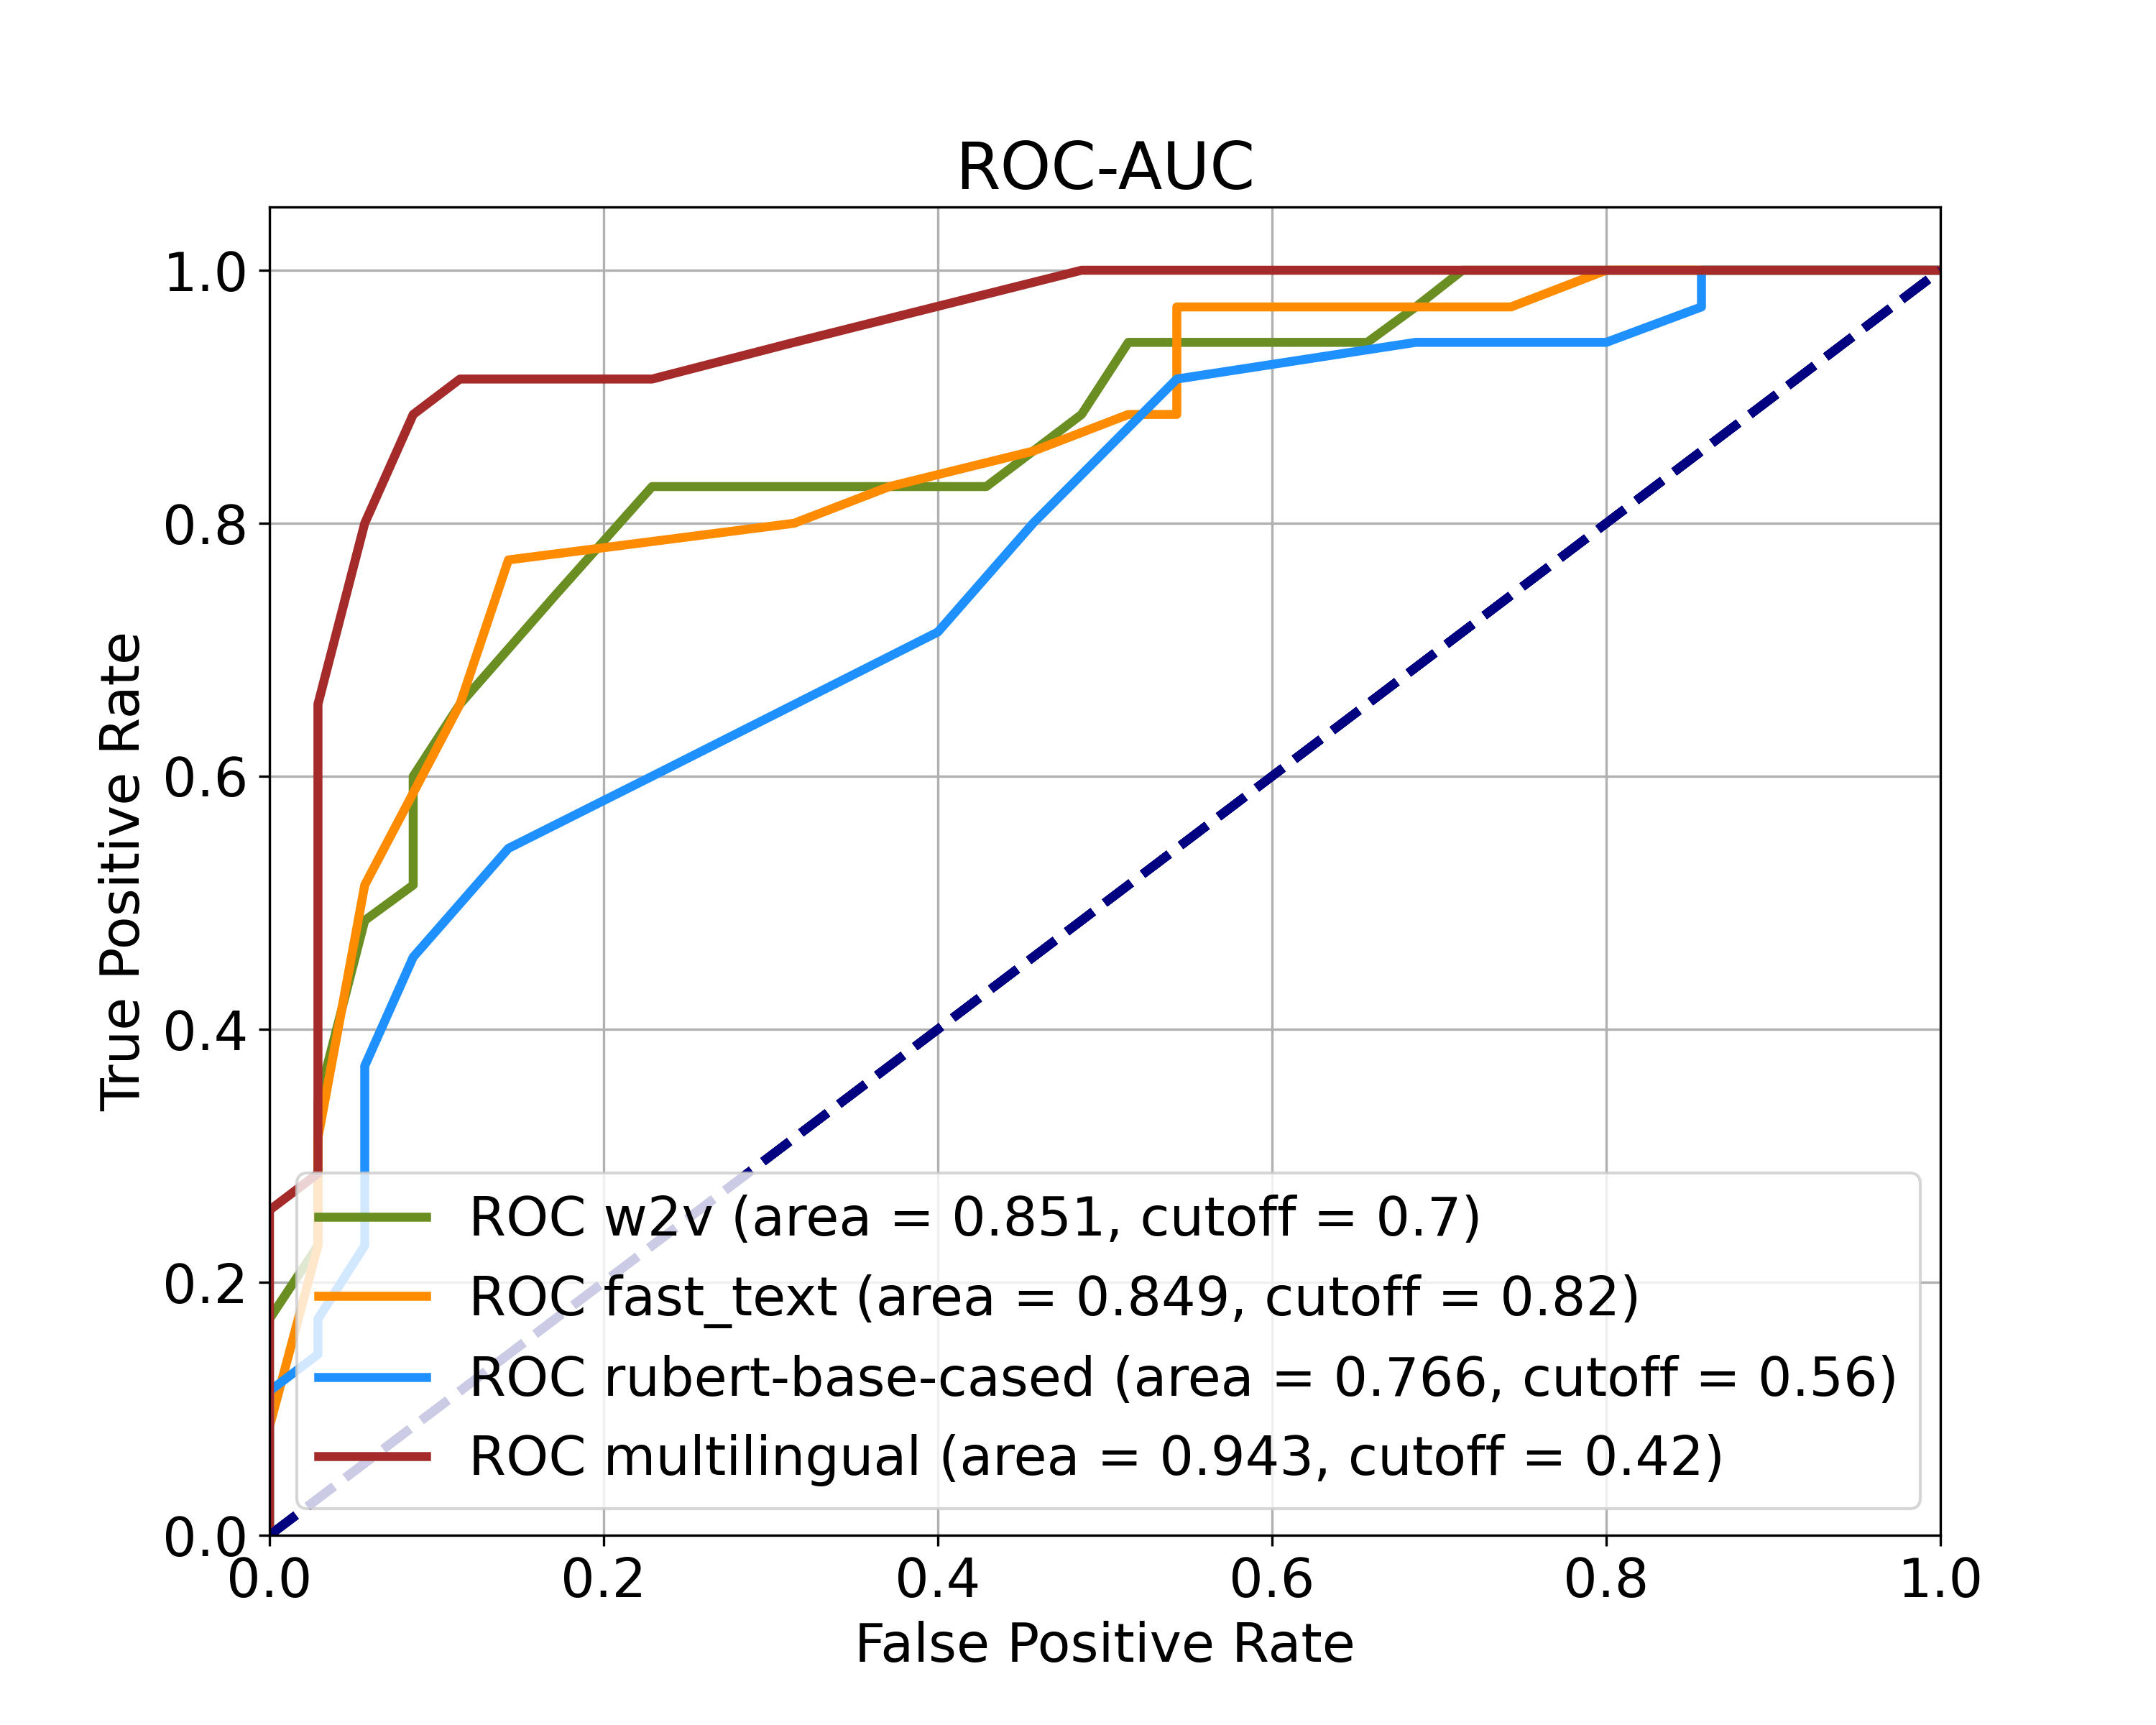 ROC-AUC
True Positive Rate
1.0
0.8
0.6
0.4
0.2
0.0
ROC w2v (area = 0.851, cutoff = 0.7)
ROC fast_text (area = 0.849, cutoff = 0.82)
ROC rubert-base-cased (area = 0.766, cutoff = 0.56)
ROC multilingual (area = 0.943, cutoff = 0.42)
0.0 0.2 0.4 0.6 0.8 1.0
False Positive Rate